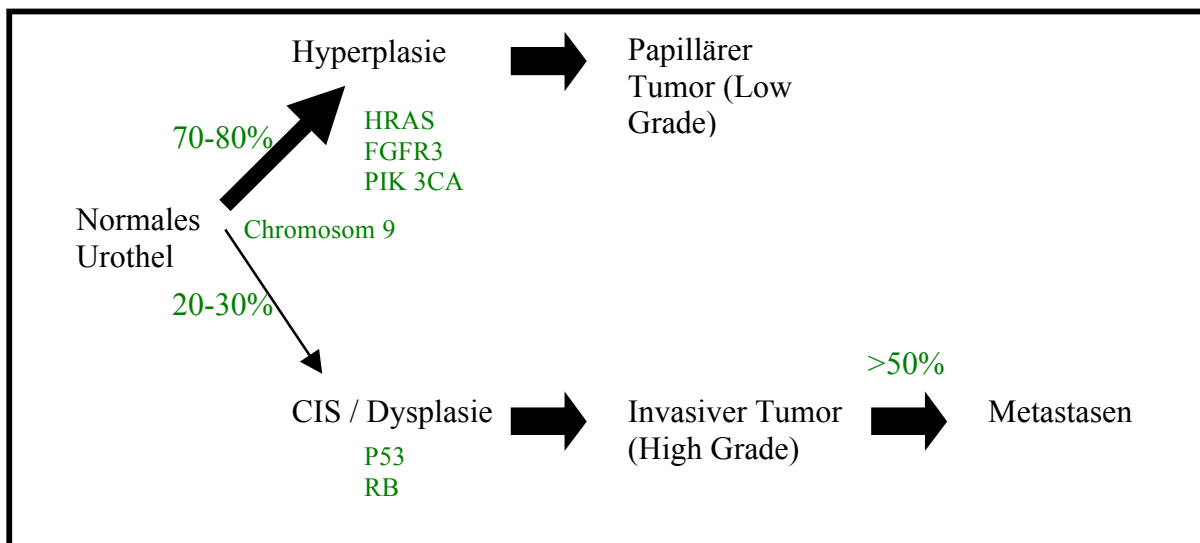 Hyperplasie
Papillärer
Tumor (Low
Grade)
70-80%
HRAS
FGFR3
PIK 3CA
Normales
Urothel
Chromosom 9
20-30%
CIS / Dysplasie
P53
RB
Invasiver Tumor
(High Grade)
>50%
Metastasen